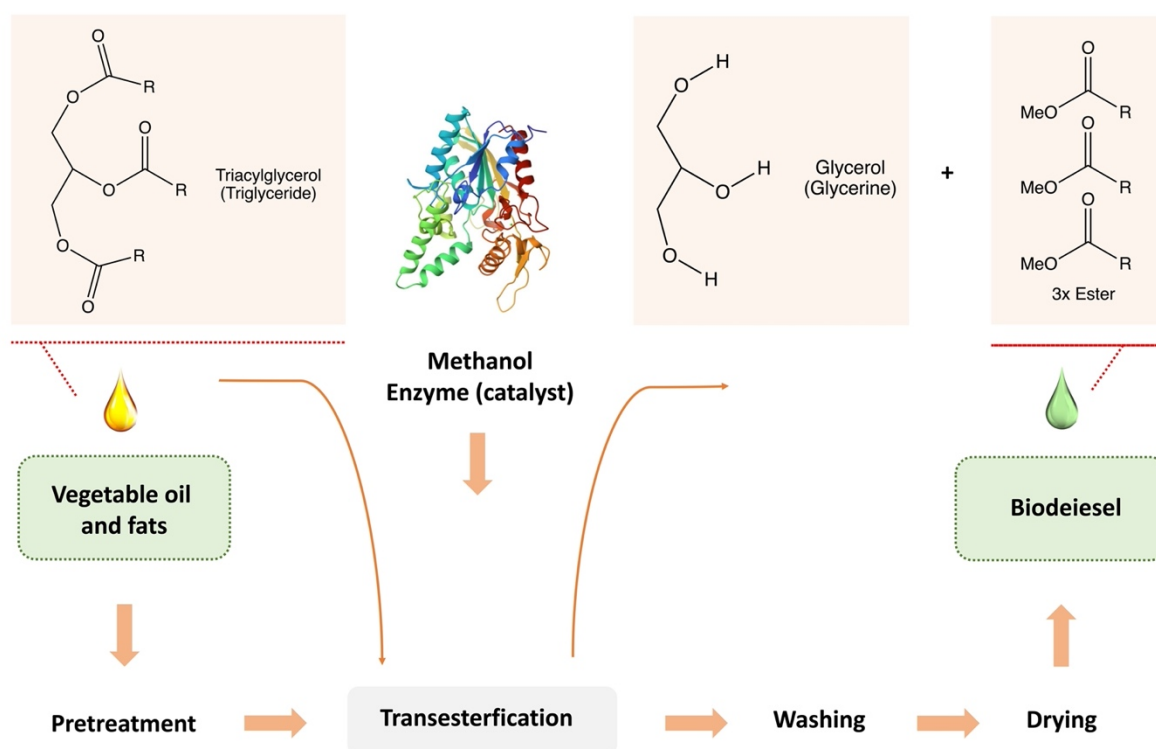 O
O
R
O
O
R
O
R
O
Triacylglycerol
(Triglyceride)
O
H
O
H
O
H
Glycerol
(Glycerine)
+
O
MeO
R
O
MeO
R
O
MeO
R
3x Ester
Methanol
Enzyme (catalyst)
Vegetable oil
and fats
Biodeiesel
Pretreatment
Transesterfication
Washing
Drying